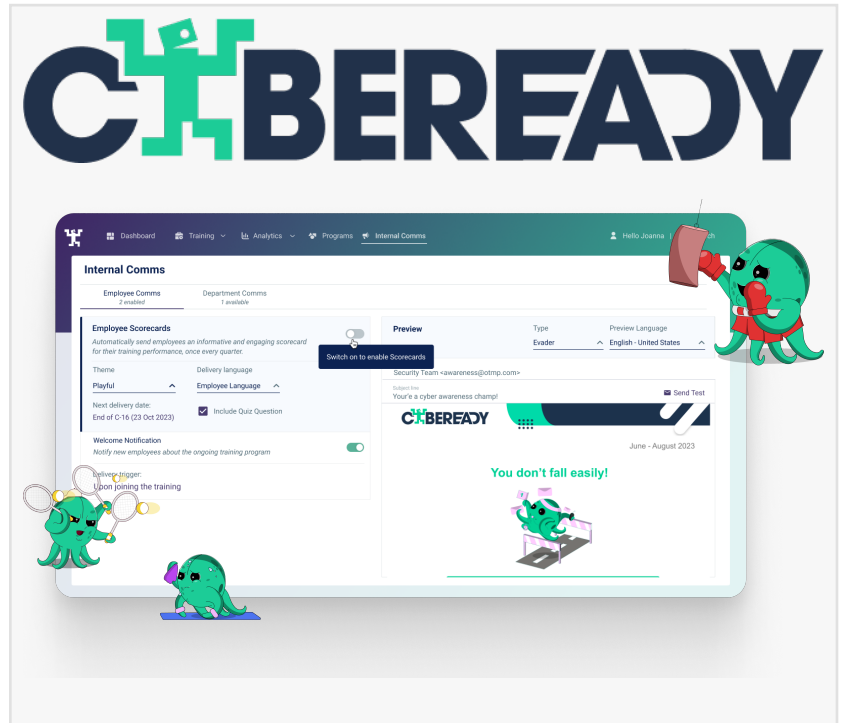 CYBEREADY
Dashboard Training Analytics Programs Internal Comms Hello Joanna |
Internal Comms
Employee Comms
2 enabled
Department Comms
1 available
Employee Scorecards
Automatically send employees an informative and engaging scorecard
for their training performance, once every quarter.
Switch on to enable Scorecards
Theme
Playful
Delivery language
Employee Language
Next delivery date:
End of C-16 (23 Oct 2023)
Include Quiz Question
Welcome Notification
Notify new employees about the ongoing training program
Delivery trigger:
Upon joining the training
Preview
Type
Evader
Preview Language
English - United States
Security Team <awareness@otmp.com>
Subject line
Your'e a cyber awareness champ!
Send Test
CYBEREADY
June - August 2023
You don't fall easily!